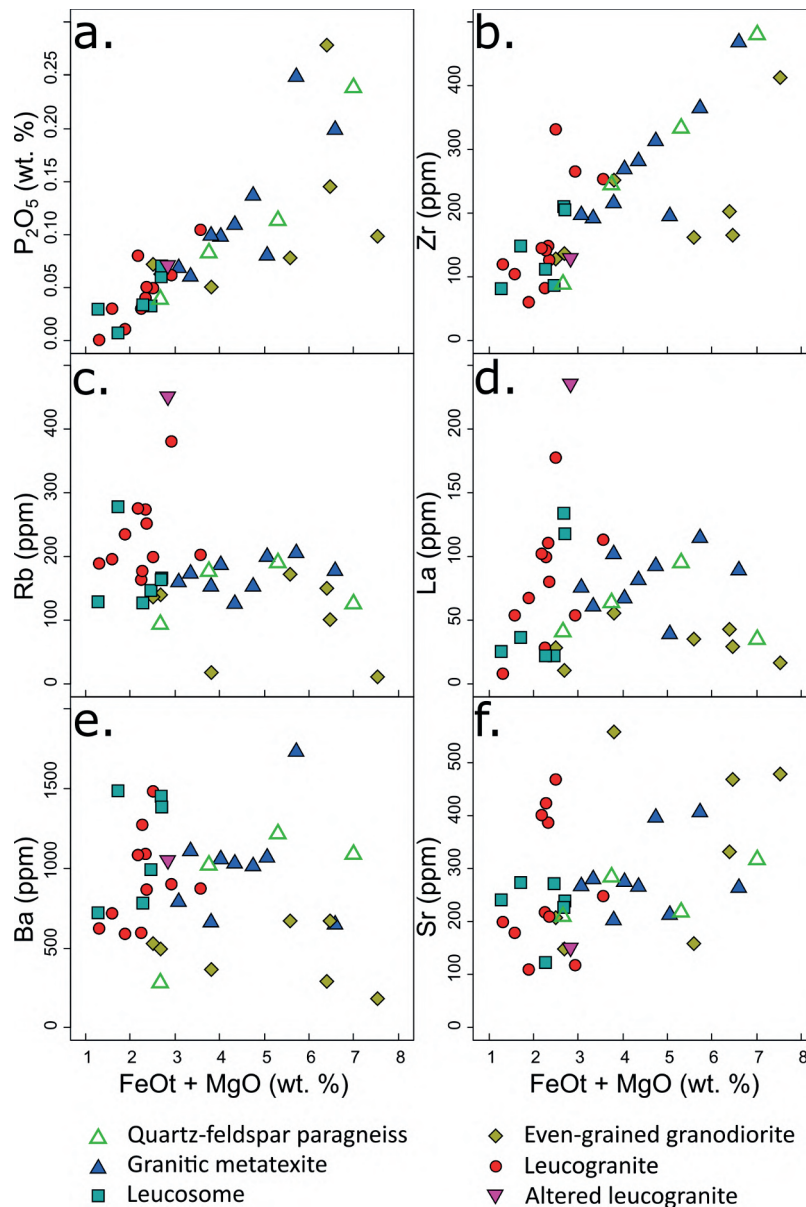 a.
P₂O₅ (wt. %)
0.00 0.05 0.10 0.15 0.20 0.25
b.
Zr (ppm)
0 100 200 300 400
c.
Rb (ppm)
0 100 200 300 400
d.
La (ppm)
0 50 100 150 200
e.
Ba (ppm)
0 500 1000 1500
1 2 3 4 5 6 7 8
FeOt + MgO (wt. %)
f.
Sr (ppm)
0 100 200 300 400 500
1 2 3 4 5 6 7 8
FeOt + MgO (wt. %)
Quartz-feldspar paragneiss
Granitic metatexite
Leucosome
Even-grained granodiorite
Leucogranite
Altered leucogranite